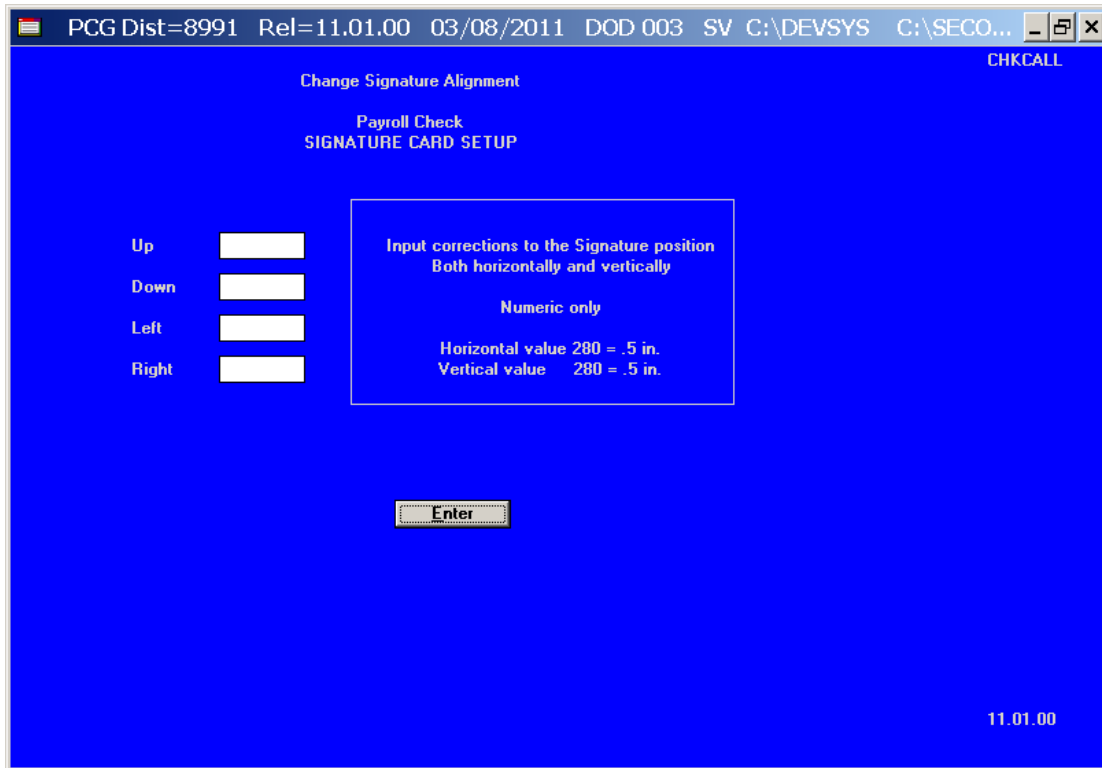 PCG Dist=8991 Rel=11.01.00 03/08/2011 DOD 003 SV C:\DEVSYS C:\SECO...
CHKCALL
Change Signature Alignment
Payroll Check
SIGNATURE CARD SETUP
Up
Down
Left
Right
Input corrections to the Signature position
Both horizontally and vertically
Numeric only
Horizontal value 280 = .5 in.
Vertical value 280 = .5 in.
Enter
11.01.00